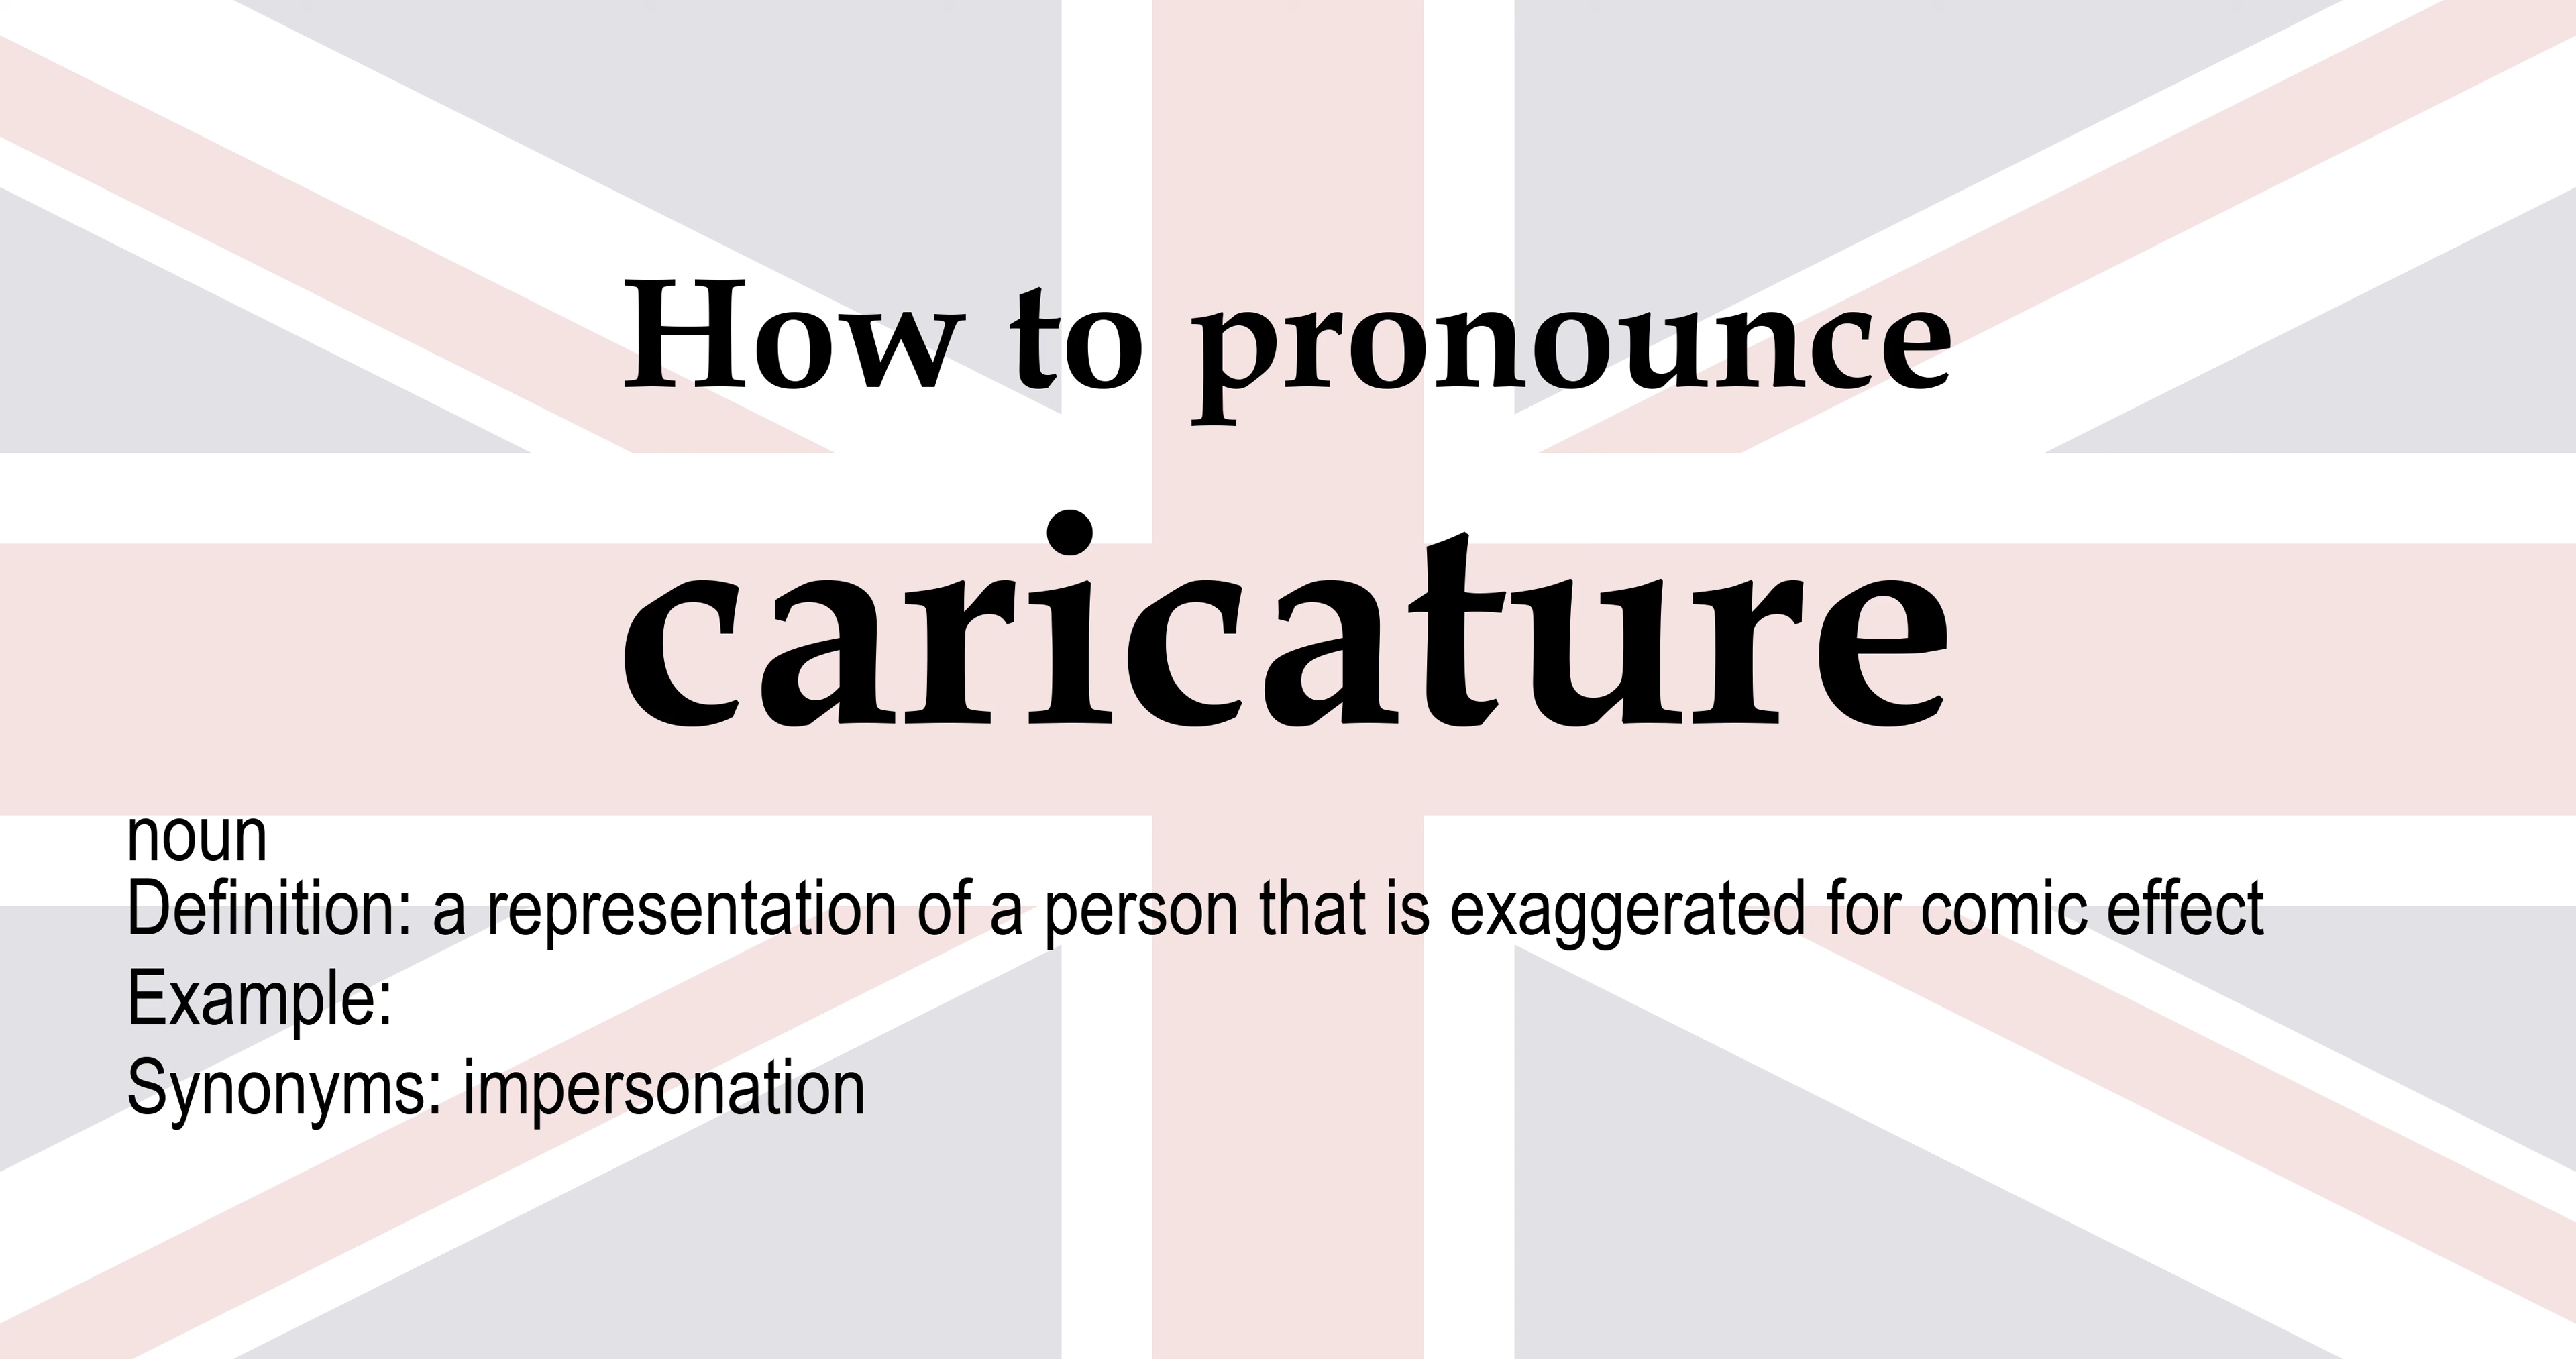 How to pronounce
caricature
noun
Definition: a representation of a person that is exaggerated for comic effect
Example:
Synonyms: impersonation